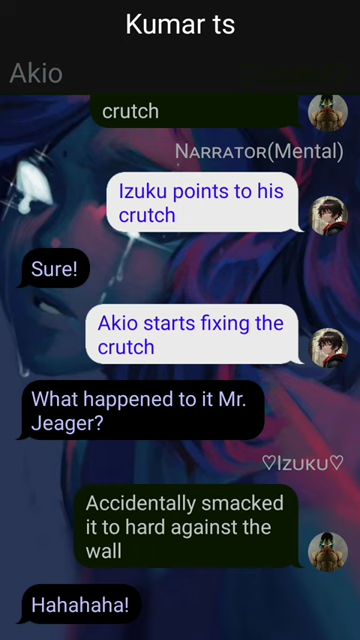 Kumar ts
Akio
crutch
Narrator(Mental)
Izuku points to his
crutch
Sure!
Akio starts fixing the
crutch
What happened to it Mr.
Jeager?
♡Izuku♡
Accidentally smacked
it to hard against the
wall
Hahahaha!